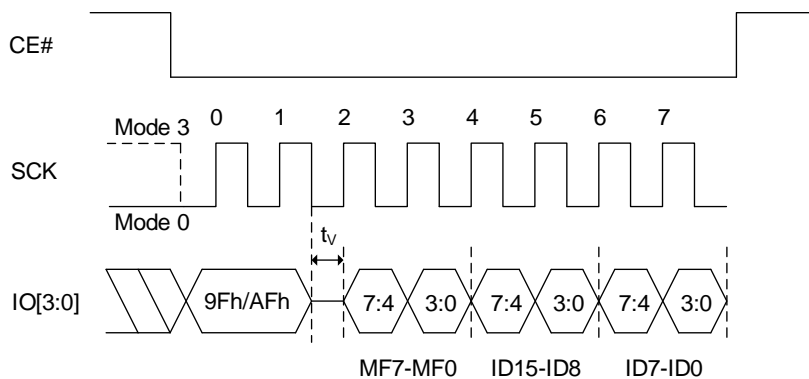 CE#
0 1 2 3 4 5 6 7
Mode 3
SCK
Mode 0
tV
IO[3:0]
9Fh/AFh 7:4 3:0 7:4 3:0 7:4 3:0
MF7-MF0 ID15-ID8 ID7-ID0